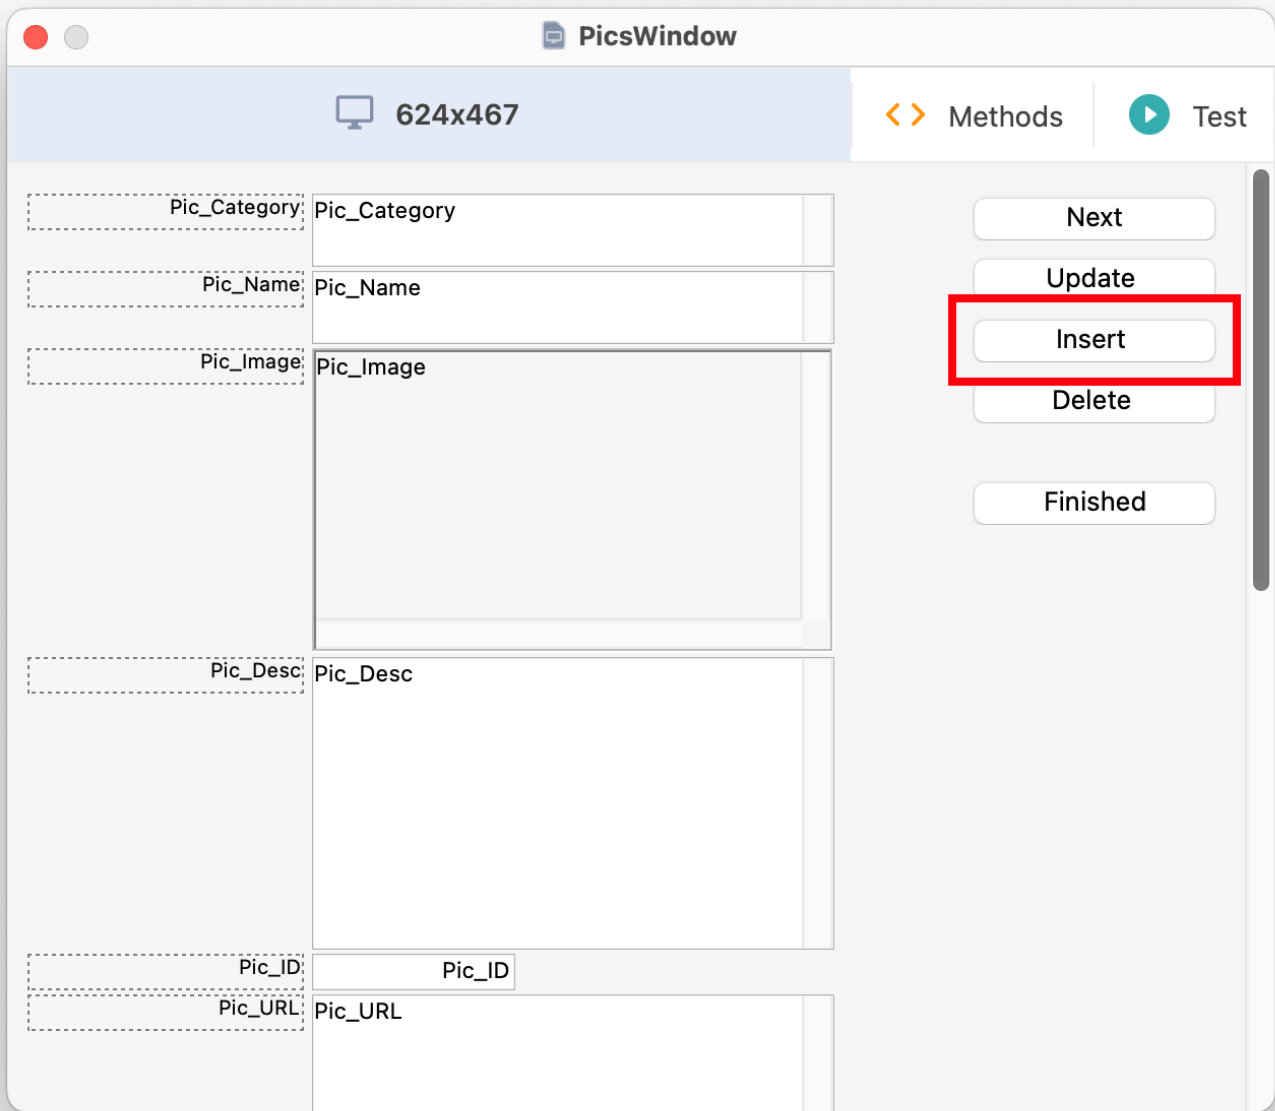 PicsWindow
624x467
Methods
Test
Pic_Category
Pic_Category
Next
Pic_Name
Pic_Name
Update
Pic_Image
Pic_Image
Insert
Delete
Finished
Pic_Desc
Pic_Desc
Pic_ID
Pic_ID
Pic_URL
Pic_URL